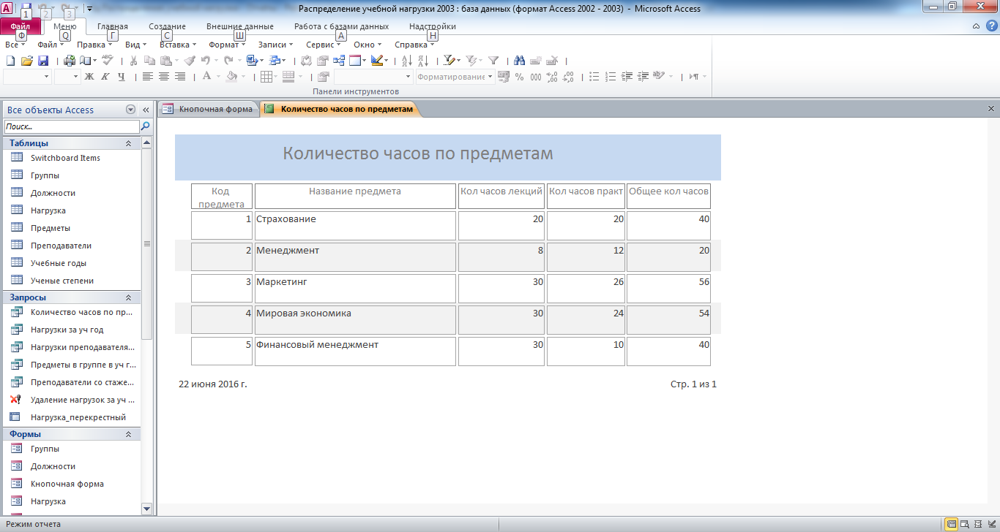 Распределение учебной нагрузки 2003 : база данных (формат Access 2002 - 2003) - Microsoft Access
1 2 3
Файл Меню Главная Создание Внешние данные Работа с базами данных Надстройки
Ф Q Г С Ш А Н
Все Файл Правка Вид Вставка Формат Записи Сервис Окно Справка
Ж К Ч Форматирование % 000
Панели инструментов
Все объекты Access
Кнопочная форма Количество часов по предметам
Поиск...
Таблицы
Switchboard Items
Группы
Должности
Нагрузка
Предметы
Преподаватели
Учебные годы
Ученые степени
Запросы
Количество часов по пр...
Нагрузки за уч год
Нагрузки преподавателя...
Предметы в группе в уч г...
Преподаватели со стаже...
Удаление нагрузок за уч ...
Нагрузка_перекрестный
Формы
Группы
Должности
Кнопочная форма
Нагрузка
Количество часов по предметам
Код предмета Название предмета Кол часов лекций Кол часов практ Общее кол часов
1 Страхование 20 20 40
2 Менеджмент 8 12 20
3 Маркетинг 30 26 56
4 Мировая экономика 30 24 54
5 Финансовый менеджмент 30 10 40
22 июня 2016 г. Стр. 1 из 1
Режим отчета